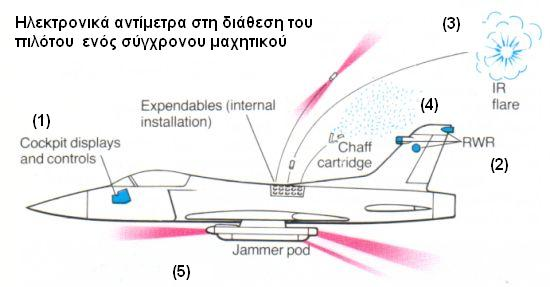 Ηλεκτρονικά αντίμετρα στη διάθεση του
πιλότου ενός σύγχρονου μαχητικού
(3)
IR
flare
Expendables (internal
installation)
(4)
(1)
Cockpit displays
and controls
Chaff
cartridge
RWR
(2)
Jammer pod
(5)